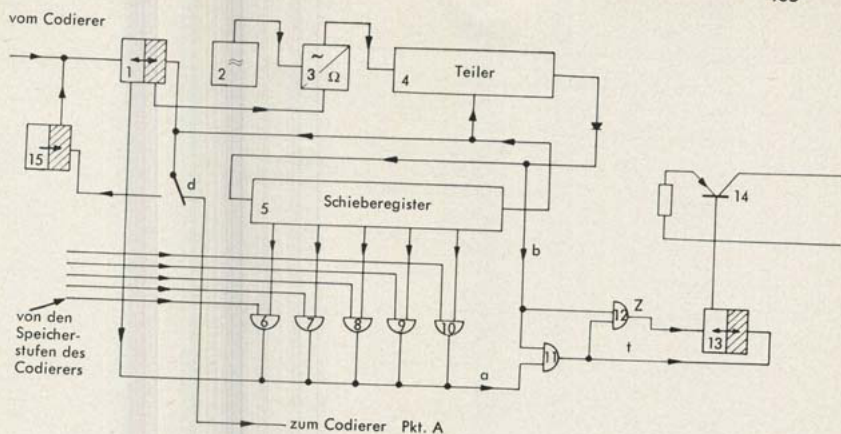 vom Codierer
1
2
≈
3
~
Ω
4
Teiler
15
d
5
Schieberegister
14
b
von den
Speicher-
stufen des
Codierers
6
7
8
9
10
11
12
Z
13
t
a
zum Codierer Pkt. A